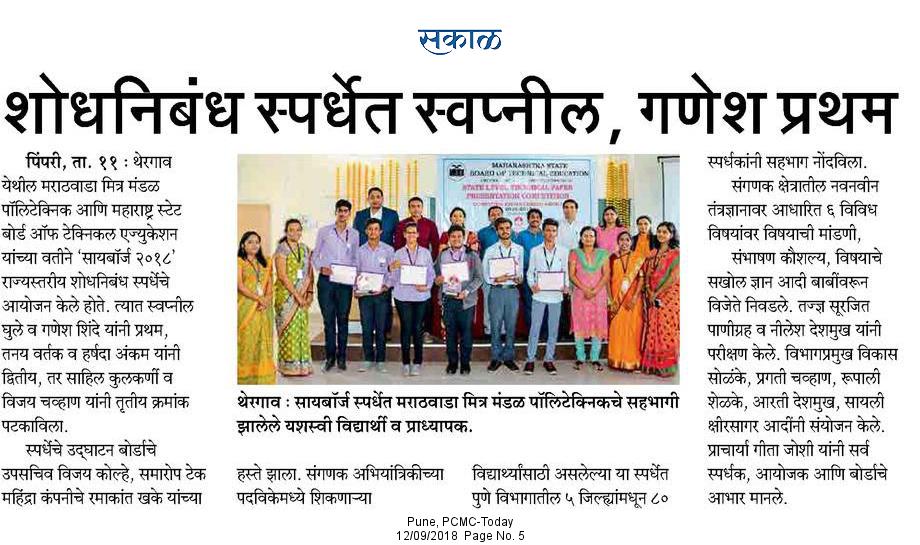 सकाळ
शोधनिबंध स्पर्धेत स्वप्नील, गणेश प्रथम
पिंपरी, ता. ११ : थेरगाव
येथील मराठवाडा मित्र मंडळ
पॉलिटेक्निक आणि महाराष्ट्र स्टेट
बोर्ड ऑफ टेक्निकल एज्युकेशन
यांच्या वतीने ‘सायबॉर्ज २०१८’
राज्यस्तरीय शोधनिबंध स्पर्धेचे
आयोजन केले होते. त्यात स्वप्नील
घुले व गणेश शिंदे यांनी प्रथम,
तनय वर्तक व हर्षदा अंकम यांनी
द्वितीय, तर साहिल कुलकर्णी व
विजय चव्हाण यांनी तृतीय क्रमांक
पटकाविला.
स्पर्धेचे उद्‌घाटन बोर्डाचे
उपसचिव विजय कोल्हे, समारोप टेक
महिंद्रा कंपनीचे रमाकांत खके यांच्या
MAHARASHTRA STATE
BOARD OF TECHNICAL EDUCATION
STATE LEVEL TECHNICAL PAPER
PRESENTATION COMPETITION
थेरगाव : सायबॉर्ज स्पर्धेत मराठवाडा मित्र मंडळ पॉलिटेक्निकचे सहभागी
झालेले यशस्वी विद्यार्थी व प्राध्यापक.
हस्ते झाला. संगणक अभियांत्रिकीच्या
पदविकेमध्ये शिकणाऱ्या
विद्यार्थ्यांसाठी असलेल्या या स्पर्धेत
पुणे विभागातील ५ जिल्ह्यांमधून ८०
स्पर्धकांनी सहभाग नोंदविला.
संगणक क्षेत्रातील नवनवीन
तंत्रज्ञानावर आधारित ६ विविध
विषयांवर विषयाची मांडणी,
संभाषण कौशल्य, विषयाचे
सखोल ज्ञान आदी बाबींवरून
विजेते निवडले. तज्ज्ञ सूरजित
पाणीग्रह व नीलेश देशमुख यांनी
परीक्षण केले. विभागप्रमुख विकास
सोळंके, प्रगती चव्हाण, रूपाली
शेळके, आरती देशमुख, सायली
क्षीरसागर आदींनी संयोजन केले.
प्राचार्या गीता जोशी यांनी सर्व
स्पर्धक, आयोजक आणि बोर्डाचे
आभार मानले.
Pune, PCMC-Today
12/09/2018 Page No. 5